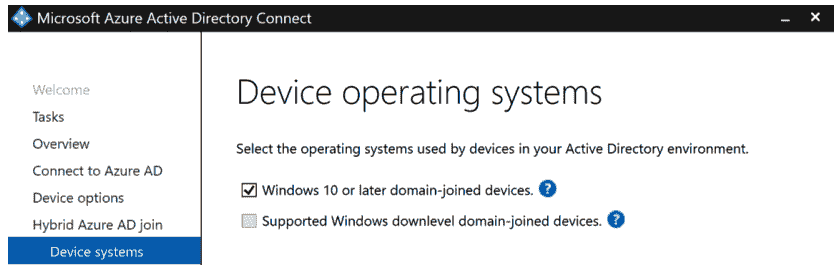 Microsoft Azure Active Directory Connect
Welcome
Tasks
Overview
Connect to Azure AD
Device options
Hybrid Azure AD join
Device systems
Device operating systems
Select the operating systems used by devices in your Active Directory environment.
Windows 10 or later domain-joined devices. ?
Supported Windows downlevel domain-joined devices. ?